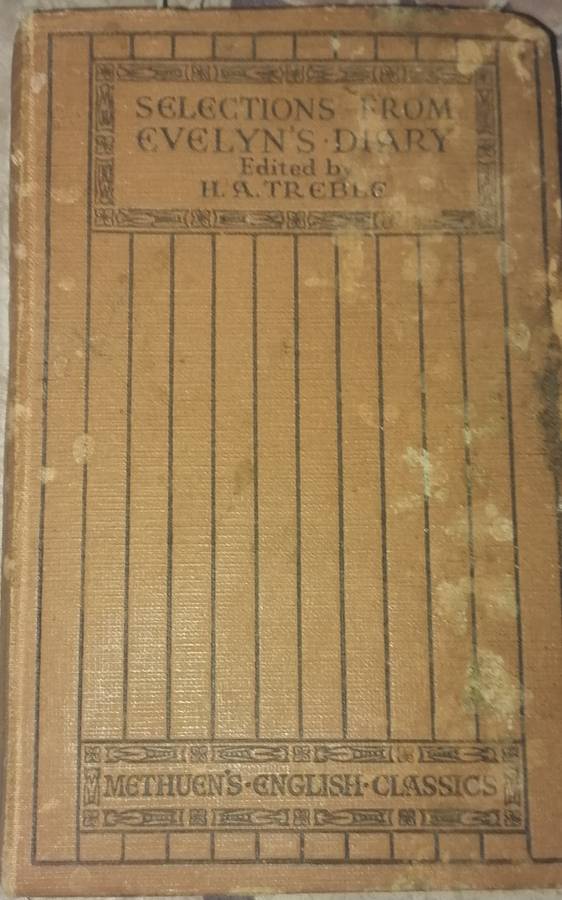 SELECTIONS FROM
EVELYN'S·DIARY
Edited by
H.A.TREBLE
METHUEN'S·ENGLISH·CLASSICS